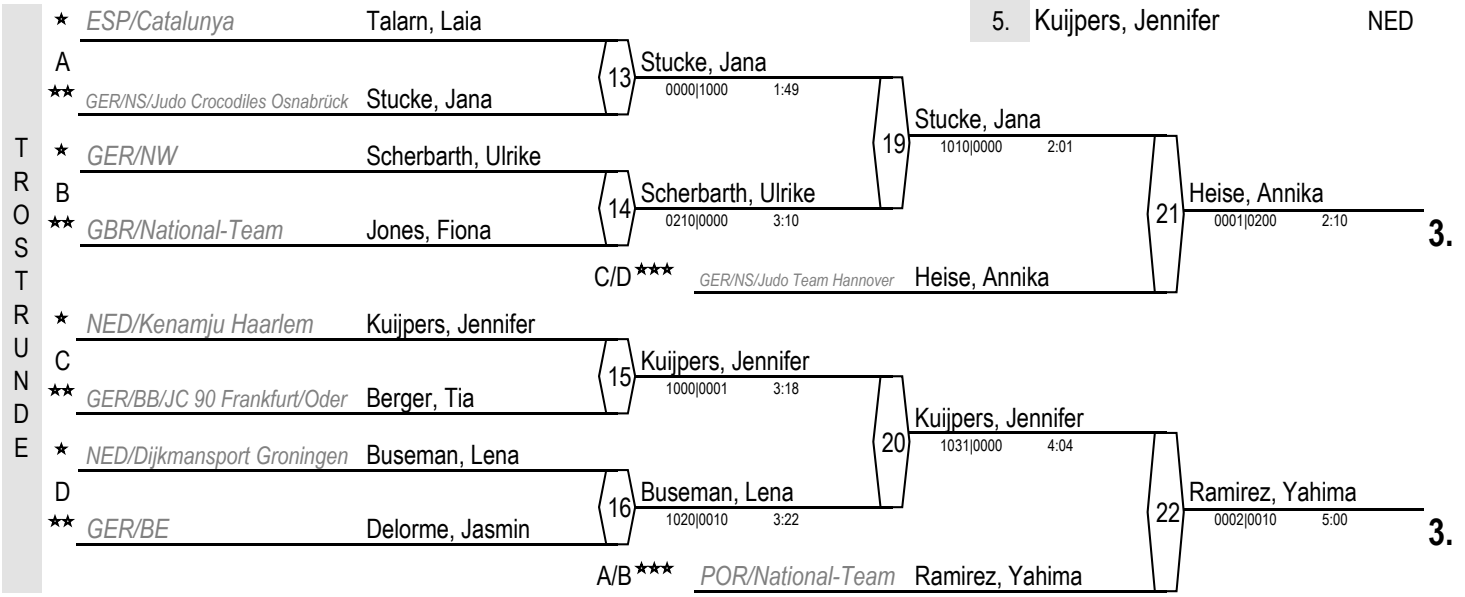 ★ ESP/Catalunya Talarn, Laia
5. Kuijpers, Jennifer NED
A
13 Stucke, Jana
0000|1000 1:49
★★ GER/NS/Judo Crocodiles Osnabrück Stucke, Jana
19 Stucke, Jana
1010|0000 2:01
★ GER/NW Scherbarth, Ulrike
B
14 Scherbarth, Ulrike
0210|0000 3:10
21 Heise, Annika
0001|0200 2:10
3.
★★ GBR/National-Team Jones, Fiona
C/D ★★★ GER/NS/Judo Team Hannover Heise, Annika
TROSTRUNDE
★ NED/Kenamju Haarlem Kuijpers, Jennifer
C
15 Kuijpers, Jennifer
1000|0001 3:18
★★ GER/BB/JC 90 Frankfurt/Oder Berger, Tia
20 Kuijpers, Jennifer
1031|0000 4:04
★ NED/Dijkmansport Groningen Buseman, Lena
D
16 Buseman, Lena
1020|0010 3:22
22 Ramirez, Yahima
0002|0010 5:00
3.
★★ GER/BE Delorme, Jasmin
A/B ★★★ POR/National-Team Ramirez, Yahima